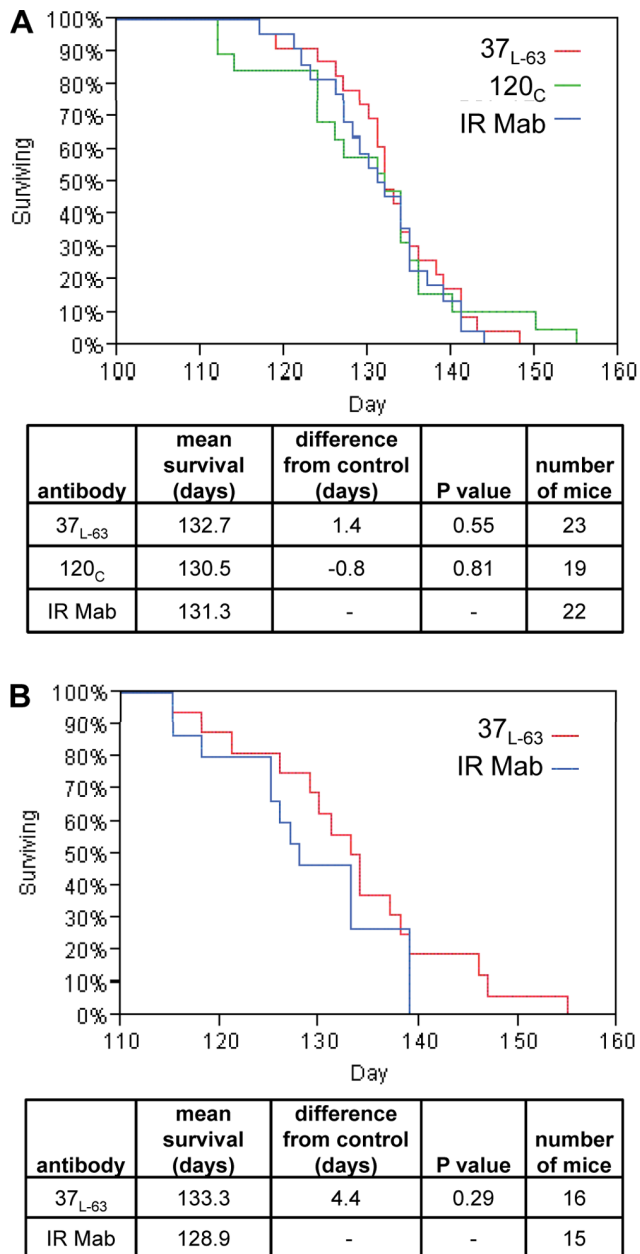 A
100%
90%
80%
70%
60%
50%
40%
30%
20%
10%
0%
Surviving
37L-63
120C
IR Mab
100 110 120 130 140 150 160
Day
antibody mean survival (days) difference from control (days) P value number of mice
37L-63 132.7 1.4 0.55 23
120C 130.5 -0.8 0.81 19
IR Mab 131.3 - - 22
B
100%
90%
80%
70%
60%
50%
40%
30%
20%
10%
0%
Surviving
37L-63
IR Mab
110 120 130 140 150 160
Day
antibody mean survival (days) difference from control (days) P value number of mice
37L-63 133.3 4.4 0.29 16
IR Mab 128.9 - - 15